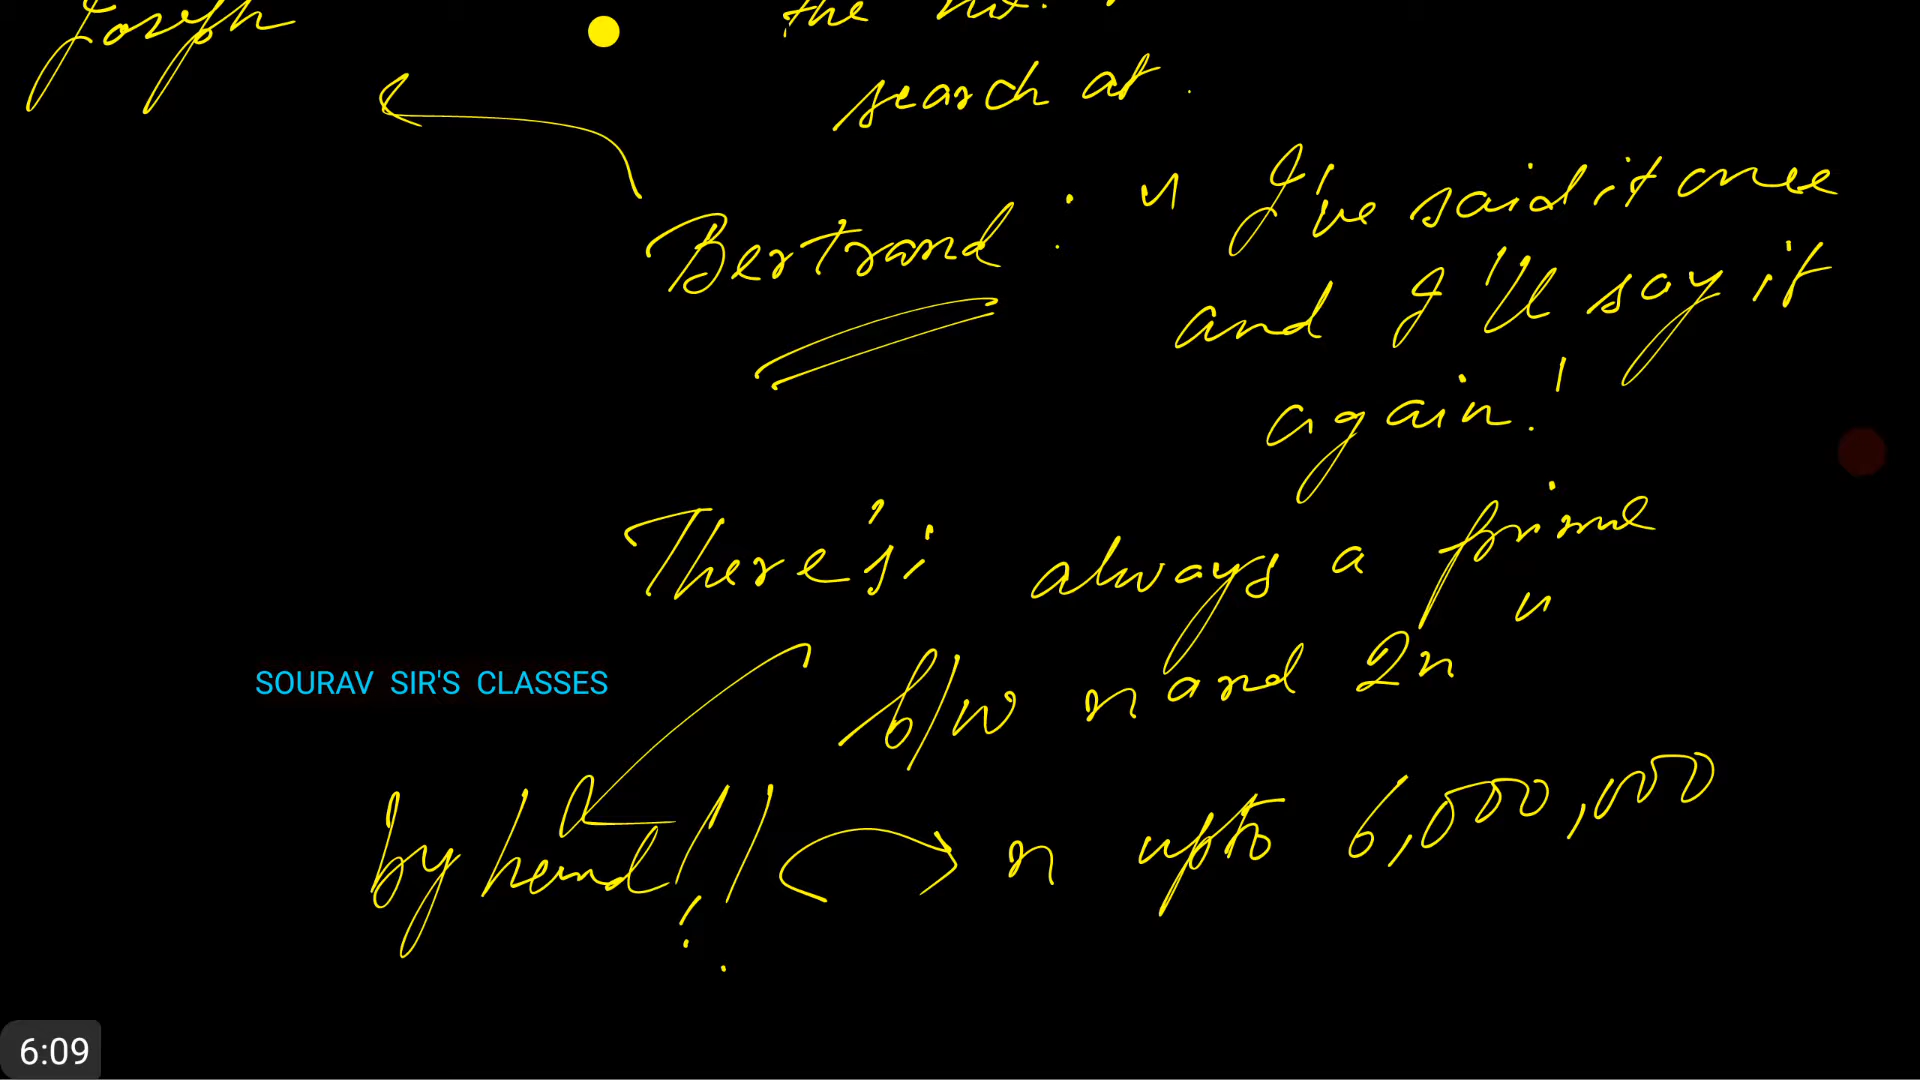 Joseph
the
search at.
Bertrand : " I've said it once
and I'll say it
again!
There's always a prime
b/w n and 2n "
SOURAV SIR'S CLASSES
by hand!! n upto 6,000,000
6:09